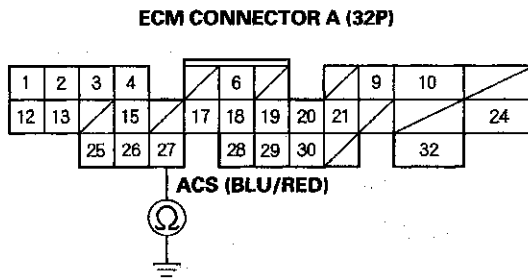 ECM CONNECTOR A (32P)
1 2 3 4 6 9 10
12 13 15 17 18 19 20 21 24
25 26 27 28 29 30 32
ACS (BLU/RED)
Ω